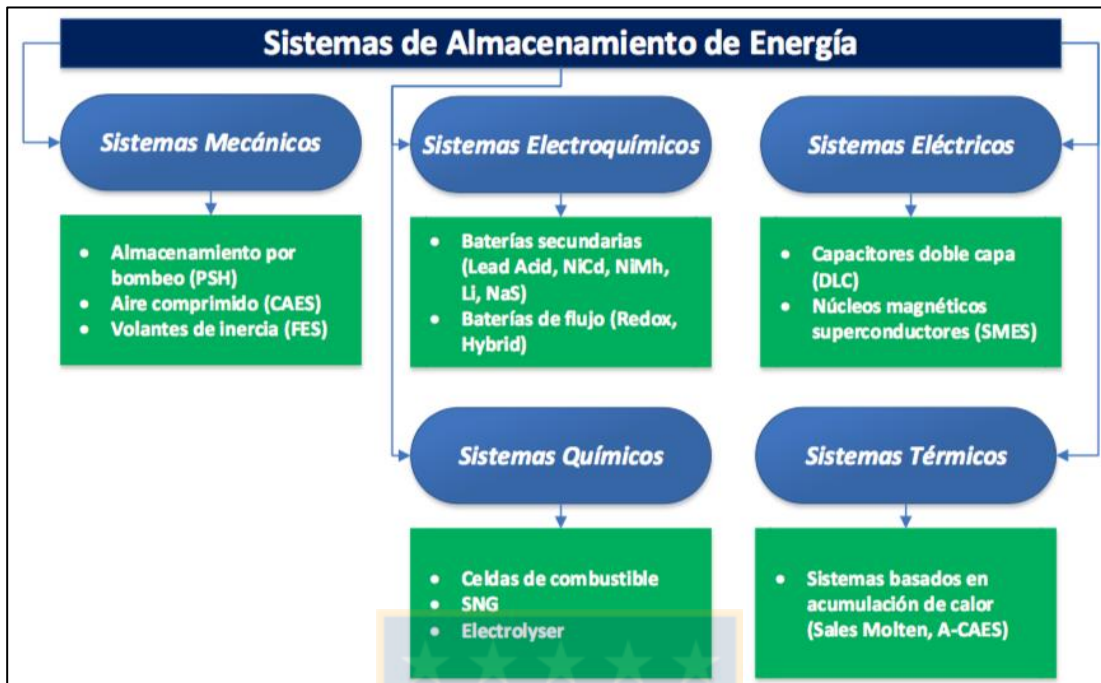 Sistemas de Almacenamiento de Energía
Sistemas Mecánicos
• Almacenamiento por
bombeo (PSH)
• Aire comprimido (CAES)
• Volantes de inercia (FES)
Sistemas Electroquímicos
• Baterías secundarias
(Lead Acid, NiCd, NiMh,
Li, NaS)
• Baterías de flujo (Redox,
Hybrid)
Sistemas Eléctricos
• Capacitores doble capa
(DLC)
• Núcleos magnéticos
superconductores (SMES)
Sistemas Químicos
• Celdas de combustible
• SNG
• Electrolyser
Sistemas Térmicos
• Sistemas basados en
acumulación de calor
(Sales Molten, A-CAES)